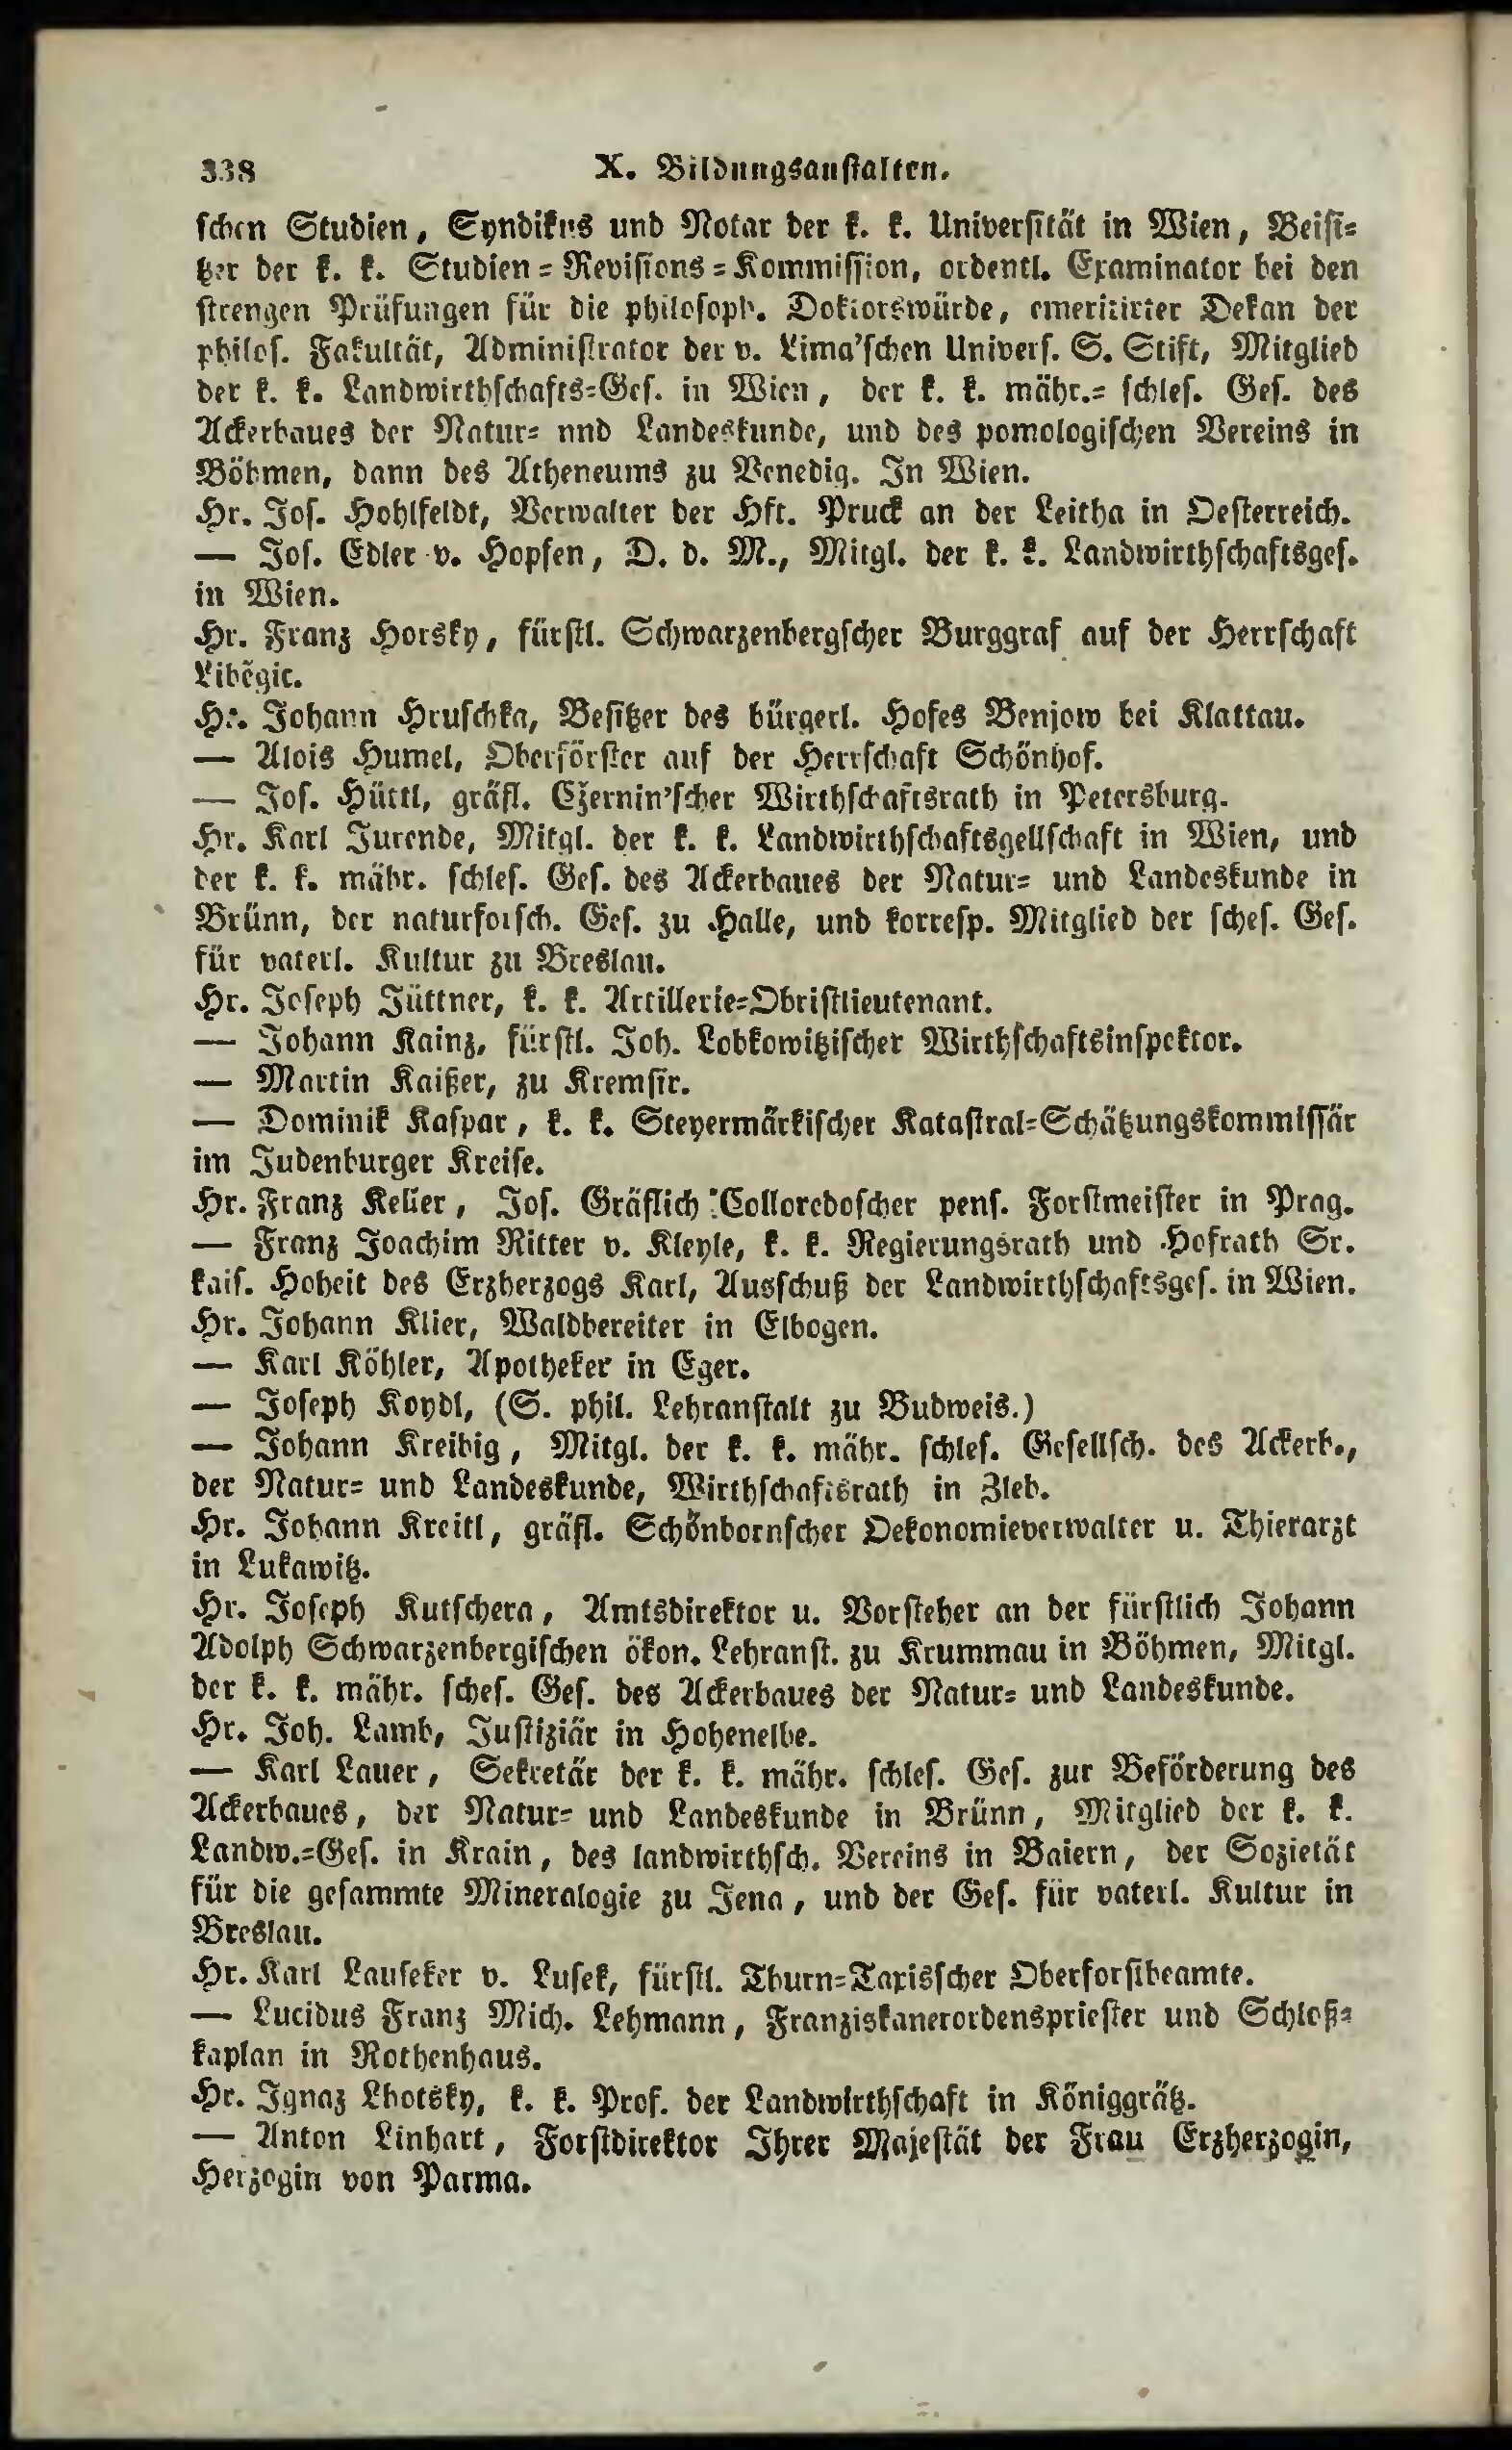 338 X. Bildungsanstalten.
schen Studien, Syndikus und Notar der k. k. Universität in Wien, Beisi=
tzer der k. k. Studien=Revisions=Kommission, ordentl. Examinator bei den
strengen Prüfungen für die philosoph. Doktorswürde, emeritirter Dekan der
philos. Fakultät, Administrator der v. Lima'schen Univers. S. Stift, Mitglied
der k. k. Landwirthschafts=Ges. in Wien, der k. k. mähr.=schles. Ges. des
Ackerbaues der Natur= nnd Landeskunde, und des pomologischen Vereins in
Böhmen, dann des Atheneums zu Venedig. In Wien.
Hr. Jos. Hohlfeldt, Verwalter der Hft. Pruck an der Leitha in Oesterreich.
— Jos. Edler v. Hopfen, D. d. M., Mitgl. der k. k. Landwirthschaftsges.
in Wien.
Hr. Franz Horsky, fürstl. Schwarzenbergscher Burggraf auf der Herrschaft
Liběgic.
Hr. Johann Hruschka, Besitzer des bürgerl. Hofes Benjow bei Klattau.
— Alois Humel, Oberförster auf der Herrschaft Schönhof.
— Jos. Hüttl, gräfl. Czernin'scher Wirthschaftsrath in Petersburg.
Hr. Karl Jurende, Mitgl. der k. k. Landwirthschaftsgellschaft in Wien, und
der k. k. mähr. schles. Ges. des Ackerbaues der Natur= und Landeskunde in
Brünn, der naturforsch. Ges. zu Halle, und korresp. Mitglied der sches. Ges.
für vaterl. Kultur zu Breslau.
Hr. Joseph Jüttner, k. k. Artillerie=Obristlieutenant.
— Johann Kainz, fürstl. Joh. Lobkowitzischer Wirthschaftsinspektor.
— Martin Kaißer, zu Kremsir.
— Dominik Kaspar, k. k. Steyermärkischer Katastral=Schätzungskommissär
im Judenburger Kreise.
Hr. Franz Keller, Jos. Gräflich Colloredoscher pens. Forstmeister in Prag.
— Franz Joachim Ritter v. Kleyle, k. k. Regierungsrath und Hofrath Sr.
kais. Hoheit des Erzherzogs Karl, Ausschuß der Landwirthschaftsges. in Wien.
Hr. Johann Klier, Waldbereiter in Elbogen.
— Karl Köhler, Apotheker in Eger.
— Joseph Koydl, (S. phil. Lehranstalt zu Budweis.)
— Johann Kreibig, Mitgl. der k. k. mähr. schles. Gesellsch. des Ackerb.,
der Natur= und Landeskunde, Wirthschaftsrath in Zleb.
Hr. Johann Kreitl, gräfl. Schönbornscher Oekonomieverwalter u. Thierarzt
in Lukawitz.
Hr. Joseph Kutschera, Amtsdirektor u. Vorsteher an der fürstlich Johann
Adolph Schwarzenbergischen ökon. Lehranst. zu Krummau in Böhmen, Mitgl.
der k. k. mähr. sches. Ges. des Ackerbaues der Natur= und Landeskunde.
Hr. Joh. Lamb, Justiziär in Hohenelbe.
— Karl Lauer, Sekretär der k. k. mähr. schles. Ges. zur Beförderung des
Ackerbaues, der Natur= und Landeskunde in Brünn, Mitglied der k. k.
Landw.=Ges. in Krain, des landwirthsch. Vereins in Baiern, der Sozietät
für die gesammte Mineralogie zu Jena, und der Ges. für vaterl. Kultur in
Breslau.
Hr. Karl Lauseker v. Lusek, fürstl. Thurn=Taxisscher Oberforstbeamte.
— Lucidus Franz Mich. Lehmann, Franziskanerordenspriester und Schloß=
kaplan in Rothenhaus.
Hr. Ignaz Lhotsky, k. k. Prof. der Landwirthschaft in Königgrätz.
— Anton Linhart, Forstdirektor Ihrer Majestät der Frau Erzherzogin,
Herzogin von Parma.